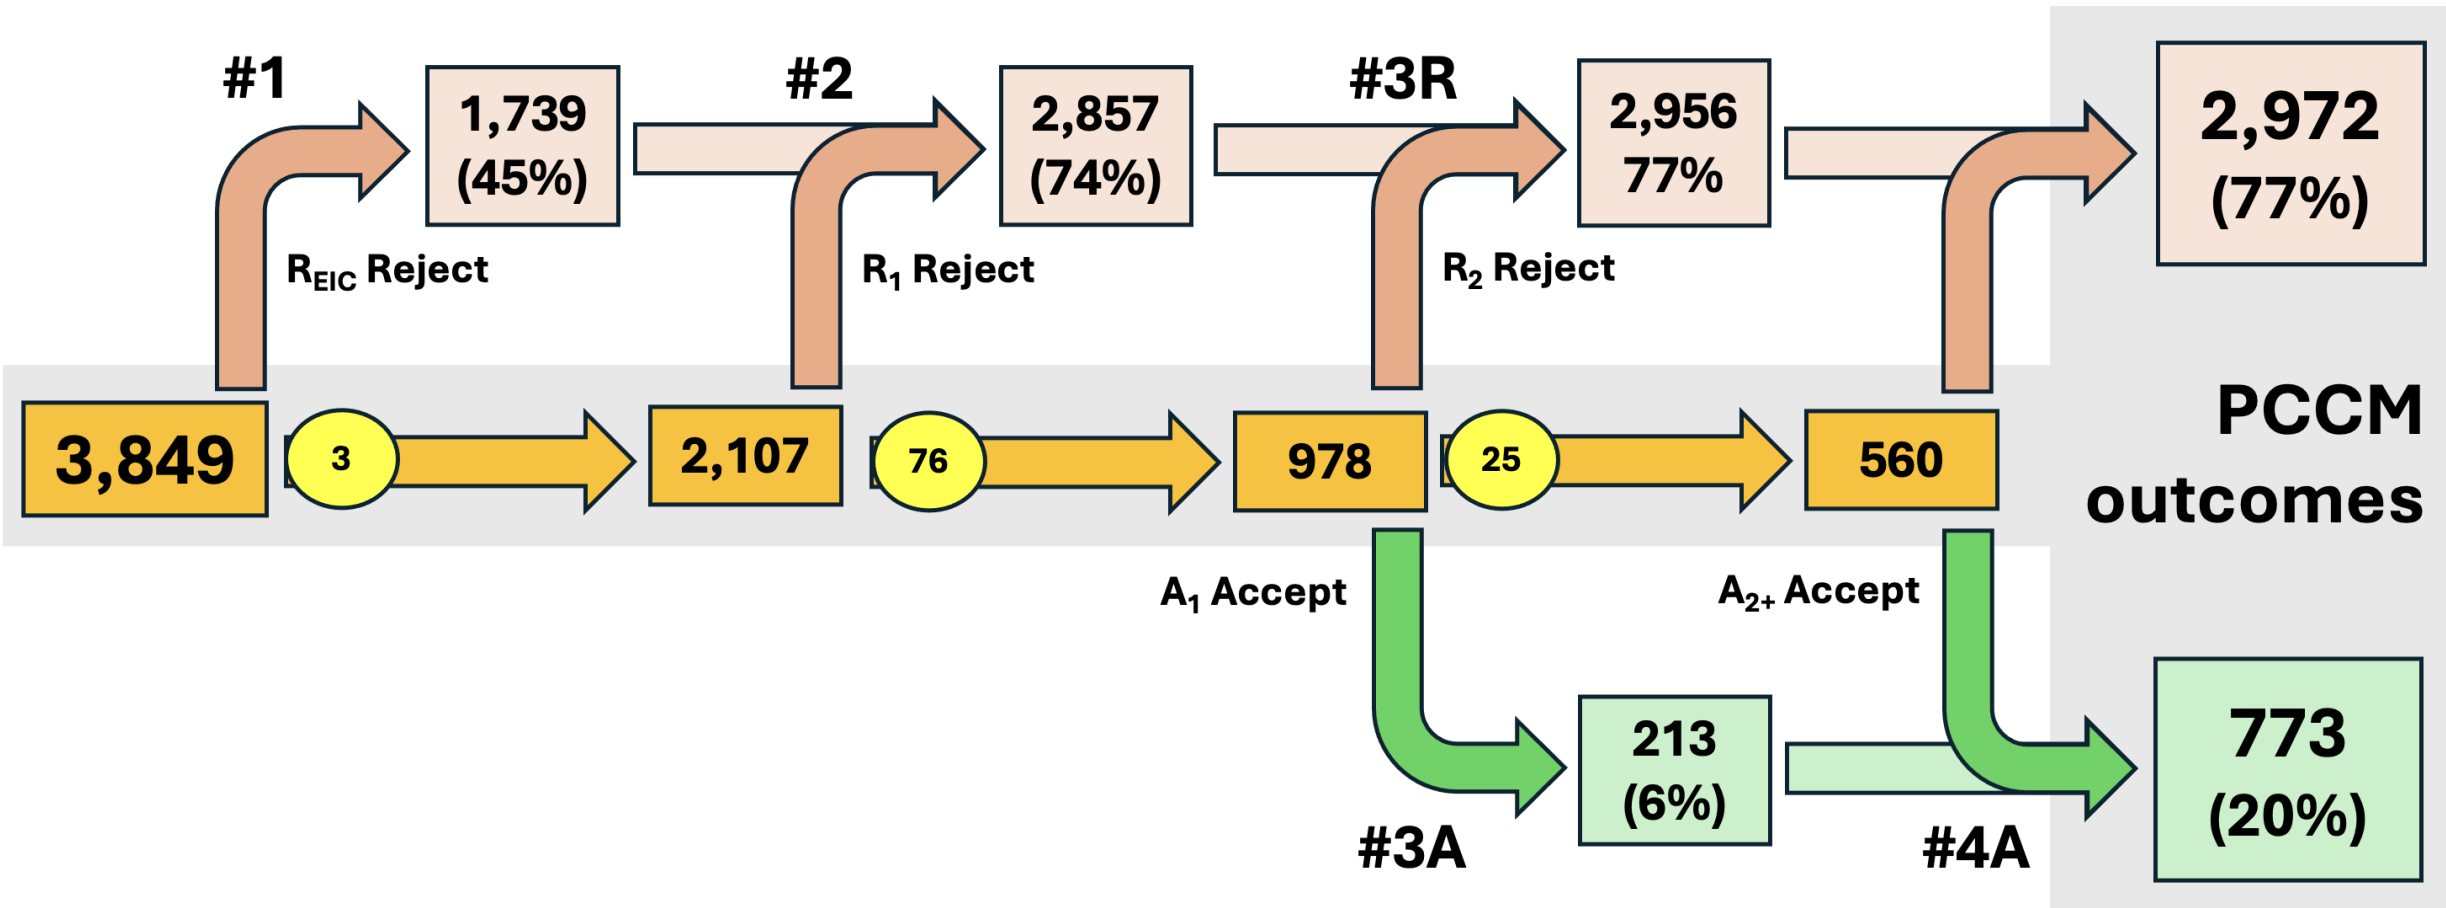 #1
1,739
(45%)
#2
2,857
(74%)
#3R
2,956
77%
2,972
(77%)
R_EIC Reject
R₁ Reject
R₂ Reject
3,849
3
2,107
76
978
25
560
PCCM
outcomes
A₁ Accept
A₂₊ Accept
213
(6%)
773
(20%)
#3A
#4A